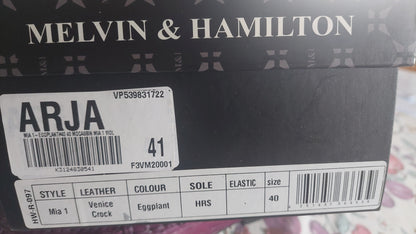 MELVIN & HAMILTON
M&H
VP539831722
ARJA
41
F3VM20001
HW-R-097
STYLE LEATHER COLOUR SOLE ELASTIC size
Mia 1 Venice Crock Eggplant HRS - 40